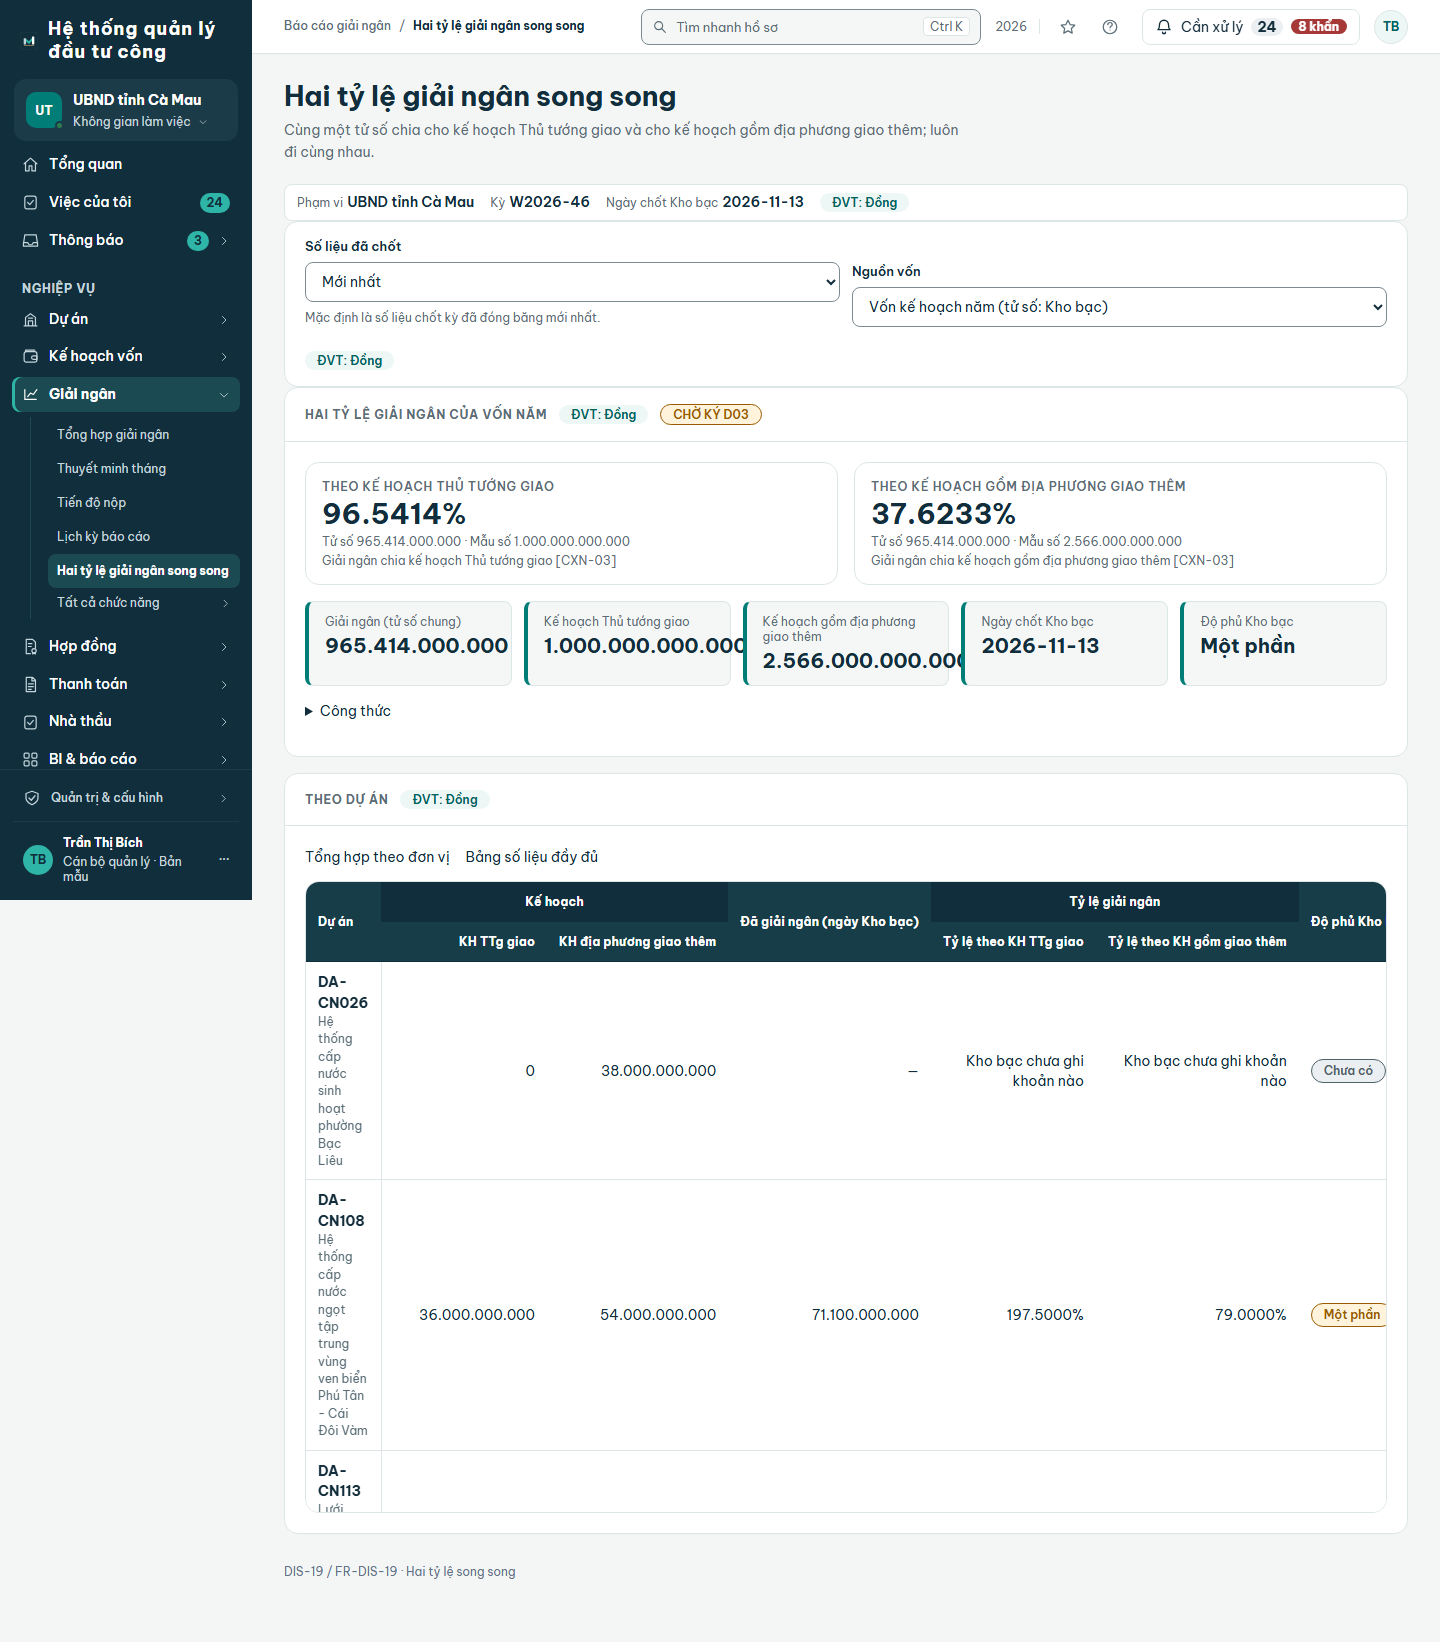 Hệ thống quản lý
đầu tư công
UT
UBND tỉnh Cà Mau
Không gian làm việc
Tổng quan
Việc của tôi 24
Thông báo 3
NGHIỆP VỤ
Dự án
Kế hoạch vốn
Giải ngân
Tổng hợp giải ngân
Thuyết minh tháng
Tiến độ nộp
Lịch kỳ báo cáo
Hai tỷ lệ giải ngân song song
Tất cả chức năng
Hợp đồng
Thanh toán
Nhà thầu
BI & báo cáo
Quản trị & cấu hình
TB
Trần Thị Bích
Cán bộ quản lý · Bản
mẫu
Báo cáo giải ngân / Hai tỷ lệ giải ngân song song
Tìm nhanh hồ sơ Ctrl K
2026
Cần xử lý 24 8 khẩn
TB
Hai tỷ lệ giải ngân song song
Cùng một tử số chia cho kế hoạch Thủ tướng giao và cho kế hoạch gồm địa phương giao thêm; luôn
đi cùng nhau.
Phạm vi UBND tỉnh Cà Mau Kỳ W2026-46 Ngày chốt Kho bạc 2026-11-13 ĐVT: Đồng
Số liệu đã chốt
Mới nhất
Mặc định là số liệu chốt kỳ đã đóng băng mới nhất.
Nguồn vốn
Vốn kế hoạch năm (tử số: Kho bạc)
ĐVT: Đồng
HAI TỶ LỆ GIẢI NGÂN CỦA VỐN NĂM ĐVT: Đồng CHỜ KÝ D03
THEO KẾ HOẠCH THỦ TƯỚNG GIAO
96.5414%
Tử số 965.414.000.000 · Mẫu số 1.000.000.000.000
Giải ngân chia kế hoạch Thủ tướng giao [CXN-03]
THEO KẾ HOẠCH GỒM ĐỊA PHƯƠNG GIAO THÊM
37.6233%
Tử số 965.414.000.000 · Mẫu số 2.566.000.000.000
Giải ngân chia kế hoạch gồm địa phương giao thêm [CXN-03]
Giải ngân (tử số chung)
965.414.000.000
Kế hoạch Thủ tướng giao
1.000.000.000.000
Kế hoạch gồm địa phương
giao thêm
2.566.000.000.000
Ngày chốt Kho bạc
2026-11-13
Độ phủ Kho bạc
Một phần
Công thức
THEO DỰ ÁN ĐVT: Đồng
Tổng hợp theo đơn vị Bảng số liệu đầy đủ
Dự án Kế hoạch Đã giải ngân (ngày Kho bạc) Tỷ lệ giải ngân Độ phủ Kho
KH TTg giao KH địa phương giao thêm Tỷ lệ theo KH TTg giao Tỷ lệ theo KH gồm giao thêm
DA-
CN026
Hệ
thống
cấp
nước
sinh
hoạt
phường
Bạc
Liêu
0 38.000.000.000 — Kho bạc chưa ghi
khoản nào
Kho bạc chưa ghi khoản
nào
Chưa có
DA-
CN108
Hệ
thống
cấp
nước
ngọt
tập
trung
vùng
ven biển
Phú Tân
- Cái
Đôi Vàm
36.000.000.000 54.000.000.000 71.100.000.000 197.5000% 79.0000% Một phần
DA-
CN113
Lưới
DIS-19 / FR-DIS-19 · Hai tỷ lệ song song